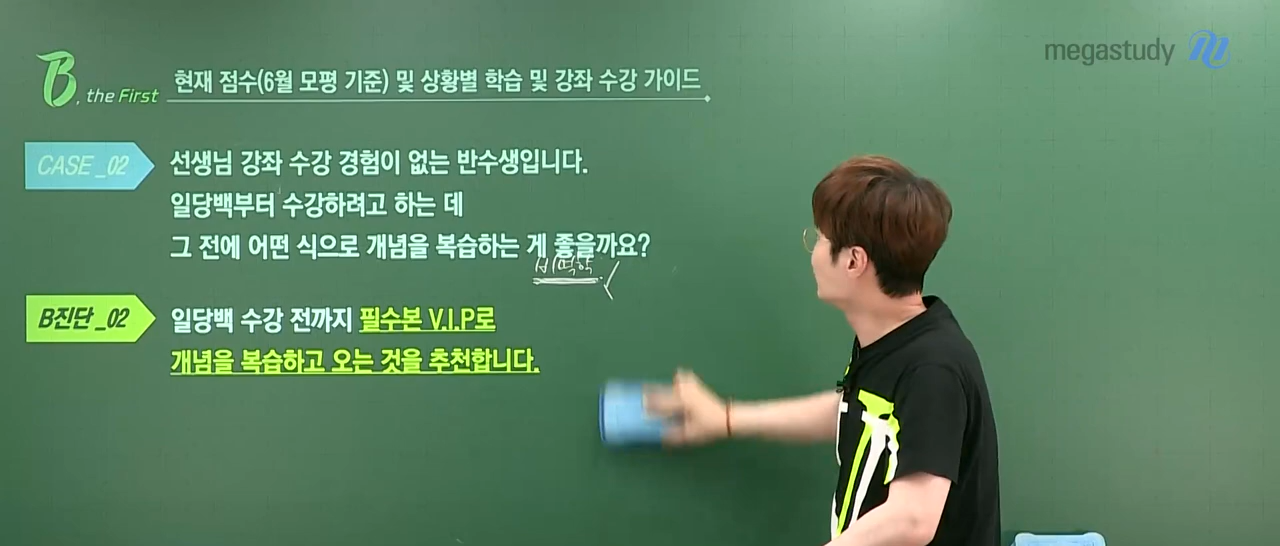 megastudy
B, the First 현재 점수(6월 모평 기준) 및 상황별 학습 및 강좌 수강 가이드
CASE_02 선생님 강좌 수강 경험이 없는 반수생입니다.
일당백부터 수강하려고 하는 데
그 전에 어떤 식으로 개념을 복습하는 게 좋을까요?
B진단_02 일당백 수강 전까지 필수본 V.I.P로
개념을 복습하고 오는 것을 추천합니다.